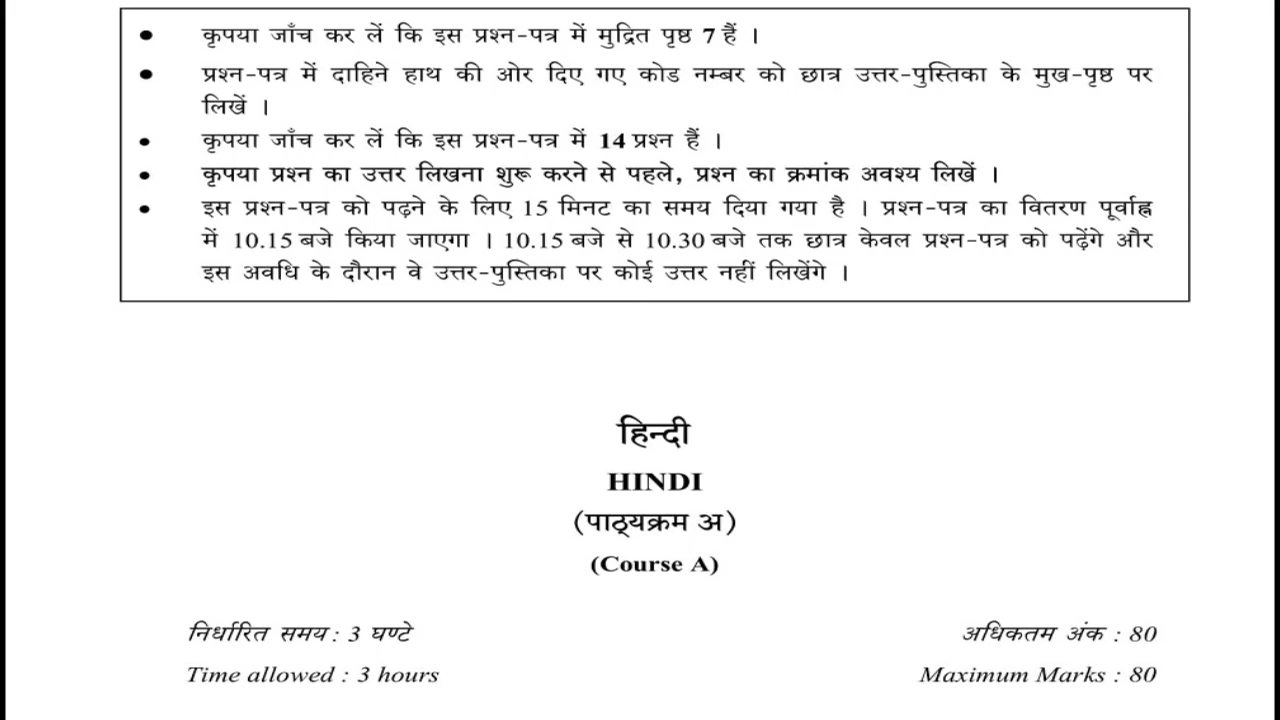 • कृपया जाँच कर लें कि इस प्रश्न-पत्र में मुद्रित पृष्ठ 7 हैं ।
• प्रश्न-पत्र में दाहिने हाथ की ओर दिए गए कोड नम्बर को छात्र उत्तर-पुस्तिका के मुख-पृष्ठ पर
लिखें ।
• कृपया जाँच कर लें कि इस प्रश्न-पत्र में 14 प्रश्न हैं ।
• कृपया प्रश्न का उत्तर लिखना शुरू करने से पहले, प्रश्न का क्रमांक अवश्य लिखें ।
• इस प्रश्न-पत्र को पढ़ने के लिए 15 मिनट का समय दिया गया है । प्रश्न-पत्र का वितरण पूर्वाह्न
में 10.15 बजे किया जाएगा । 10.15 बजे से 10.30 बजे तक छात्र केवल प्रश्न-पत्र को पढ़ेंगे और
इस अवधि के दौरान वे उत्तर-पुस्तिका पर कोई उत्तर नहीं लिखेंगे ।
हिन्दी
HINDI
(पाठ्यक्रम अ)
(Course A)
निर्धारित समय : 3 घण्टे
अधिकतम अंक : 80
Time allowed : 3 hours
Maximum Marks : 80